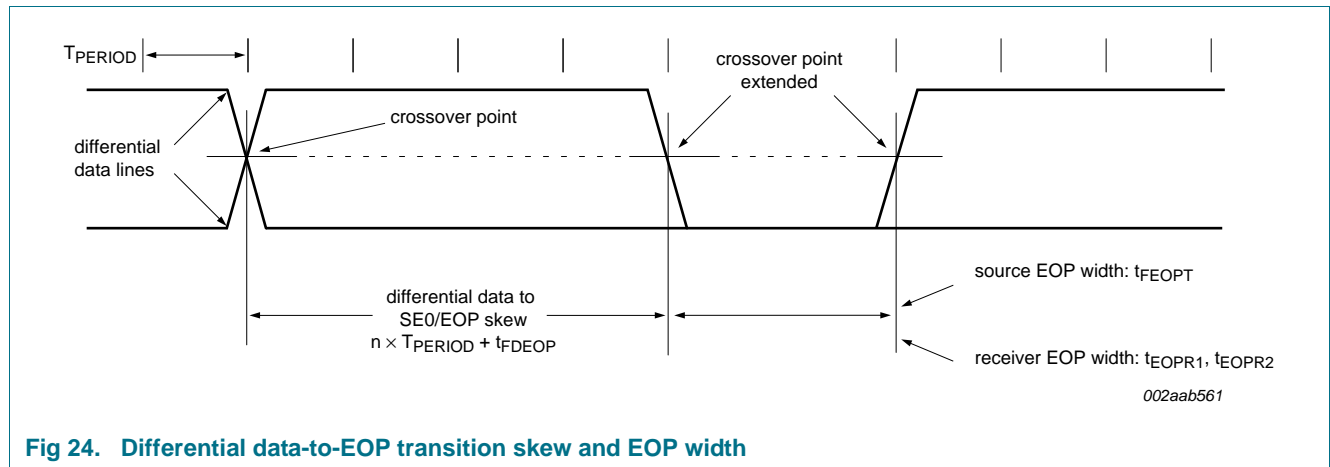 TPERIOD
crossover point
extended
crossover point
differential
data lines
differential data to
SE0/EOP skew
n × TPERIOD + tFDEOP
source EOP width: tFEOPT
receiver EOP width: tEOPR1, tEOPR2
002aab561
Fig 24. Differential data-to-EOP transition skew and EOP width